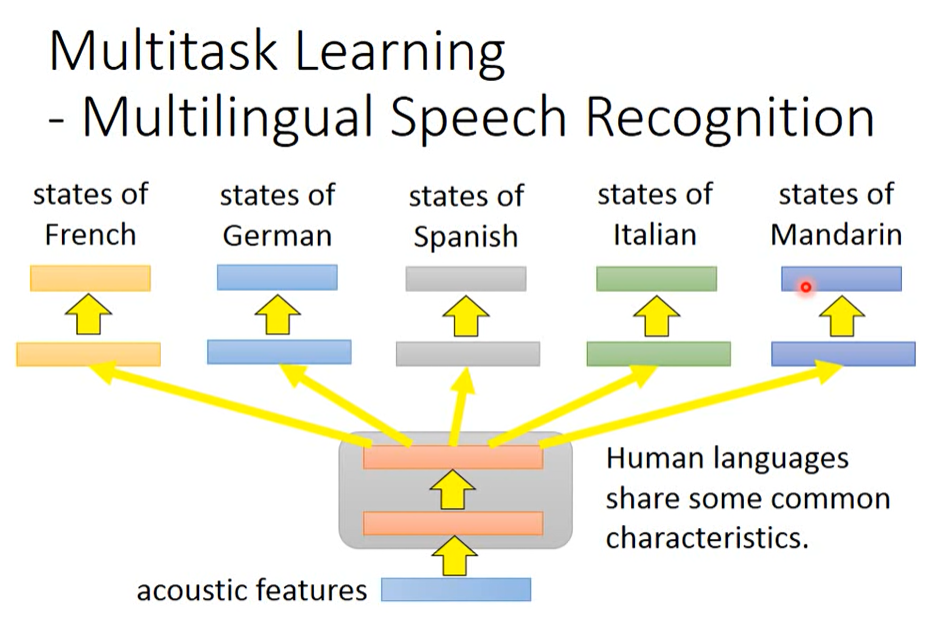 Multitask Learning
- Multilingual Speech Recognition
states of
French
states of
German
states of
Spanish
states of
Italian
states of
Mandarin
Human languages
share some common
characteristics.
acoustic features